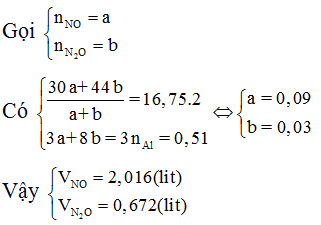 Gọi { n_NO = a
n_N₂O = b
Có { (30a+44b)/(a+b) = 16,75.2 ⇔ { a = 0,09
3a+8b = 3n_Al = 0,51 b = 0,03
Vậy { V_NO = 2,016(lit)
V_N₂O = 0,672(lit)